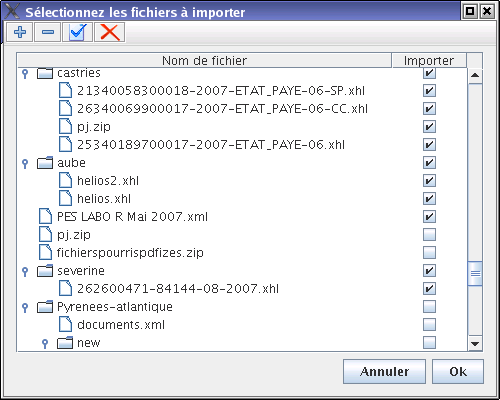 Sélectionnez les fichiers à importer
Nom de fichier Importer
castries
21340058300018-2007-ETAT_PAYE-06-SP.xhl
26340069900017-2007-ETAT_PAYE-06-CC.xhl
pj.zip
25340189700017-2007-ETAT_PAYE-06.xhl
aube
helios2.xhl
helios.xhl
PES LABO R Mai 2007.xml
pj.zip
fichierspourrispdfizes.zip
severine
262600471-84144-08-2007.xhl
Pyrenees-atlantique
documents.xml
new
Annuler Ok